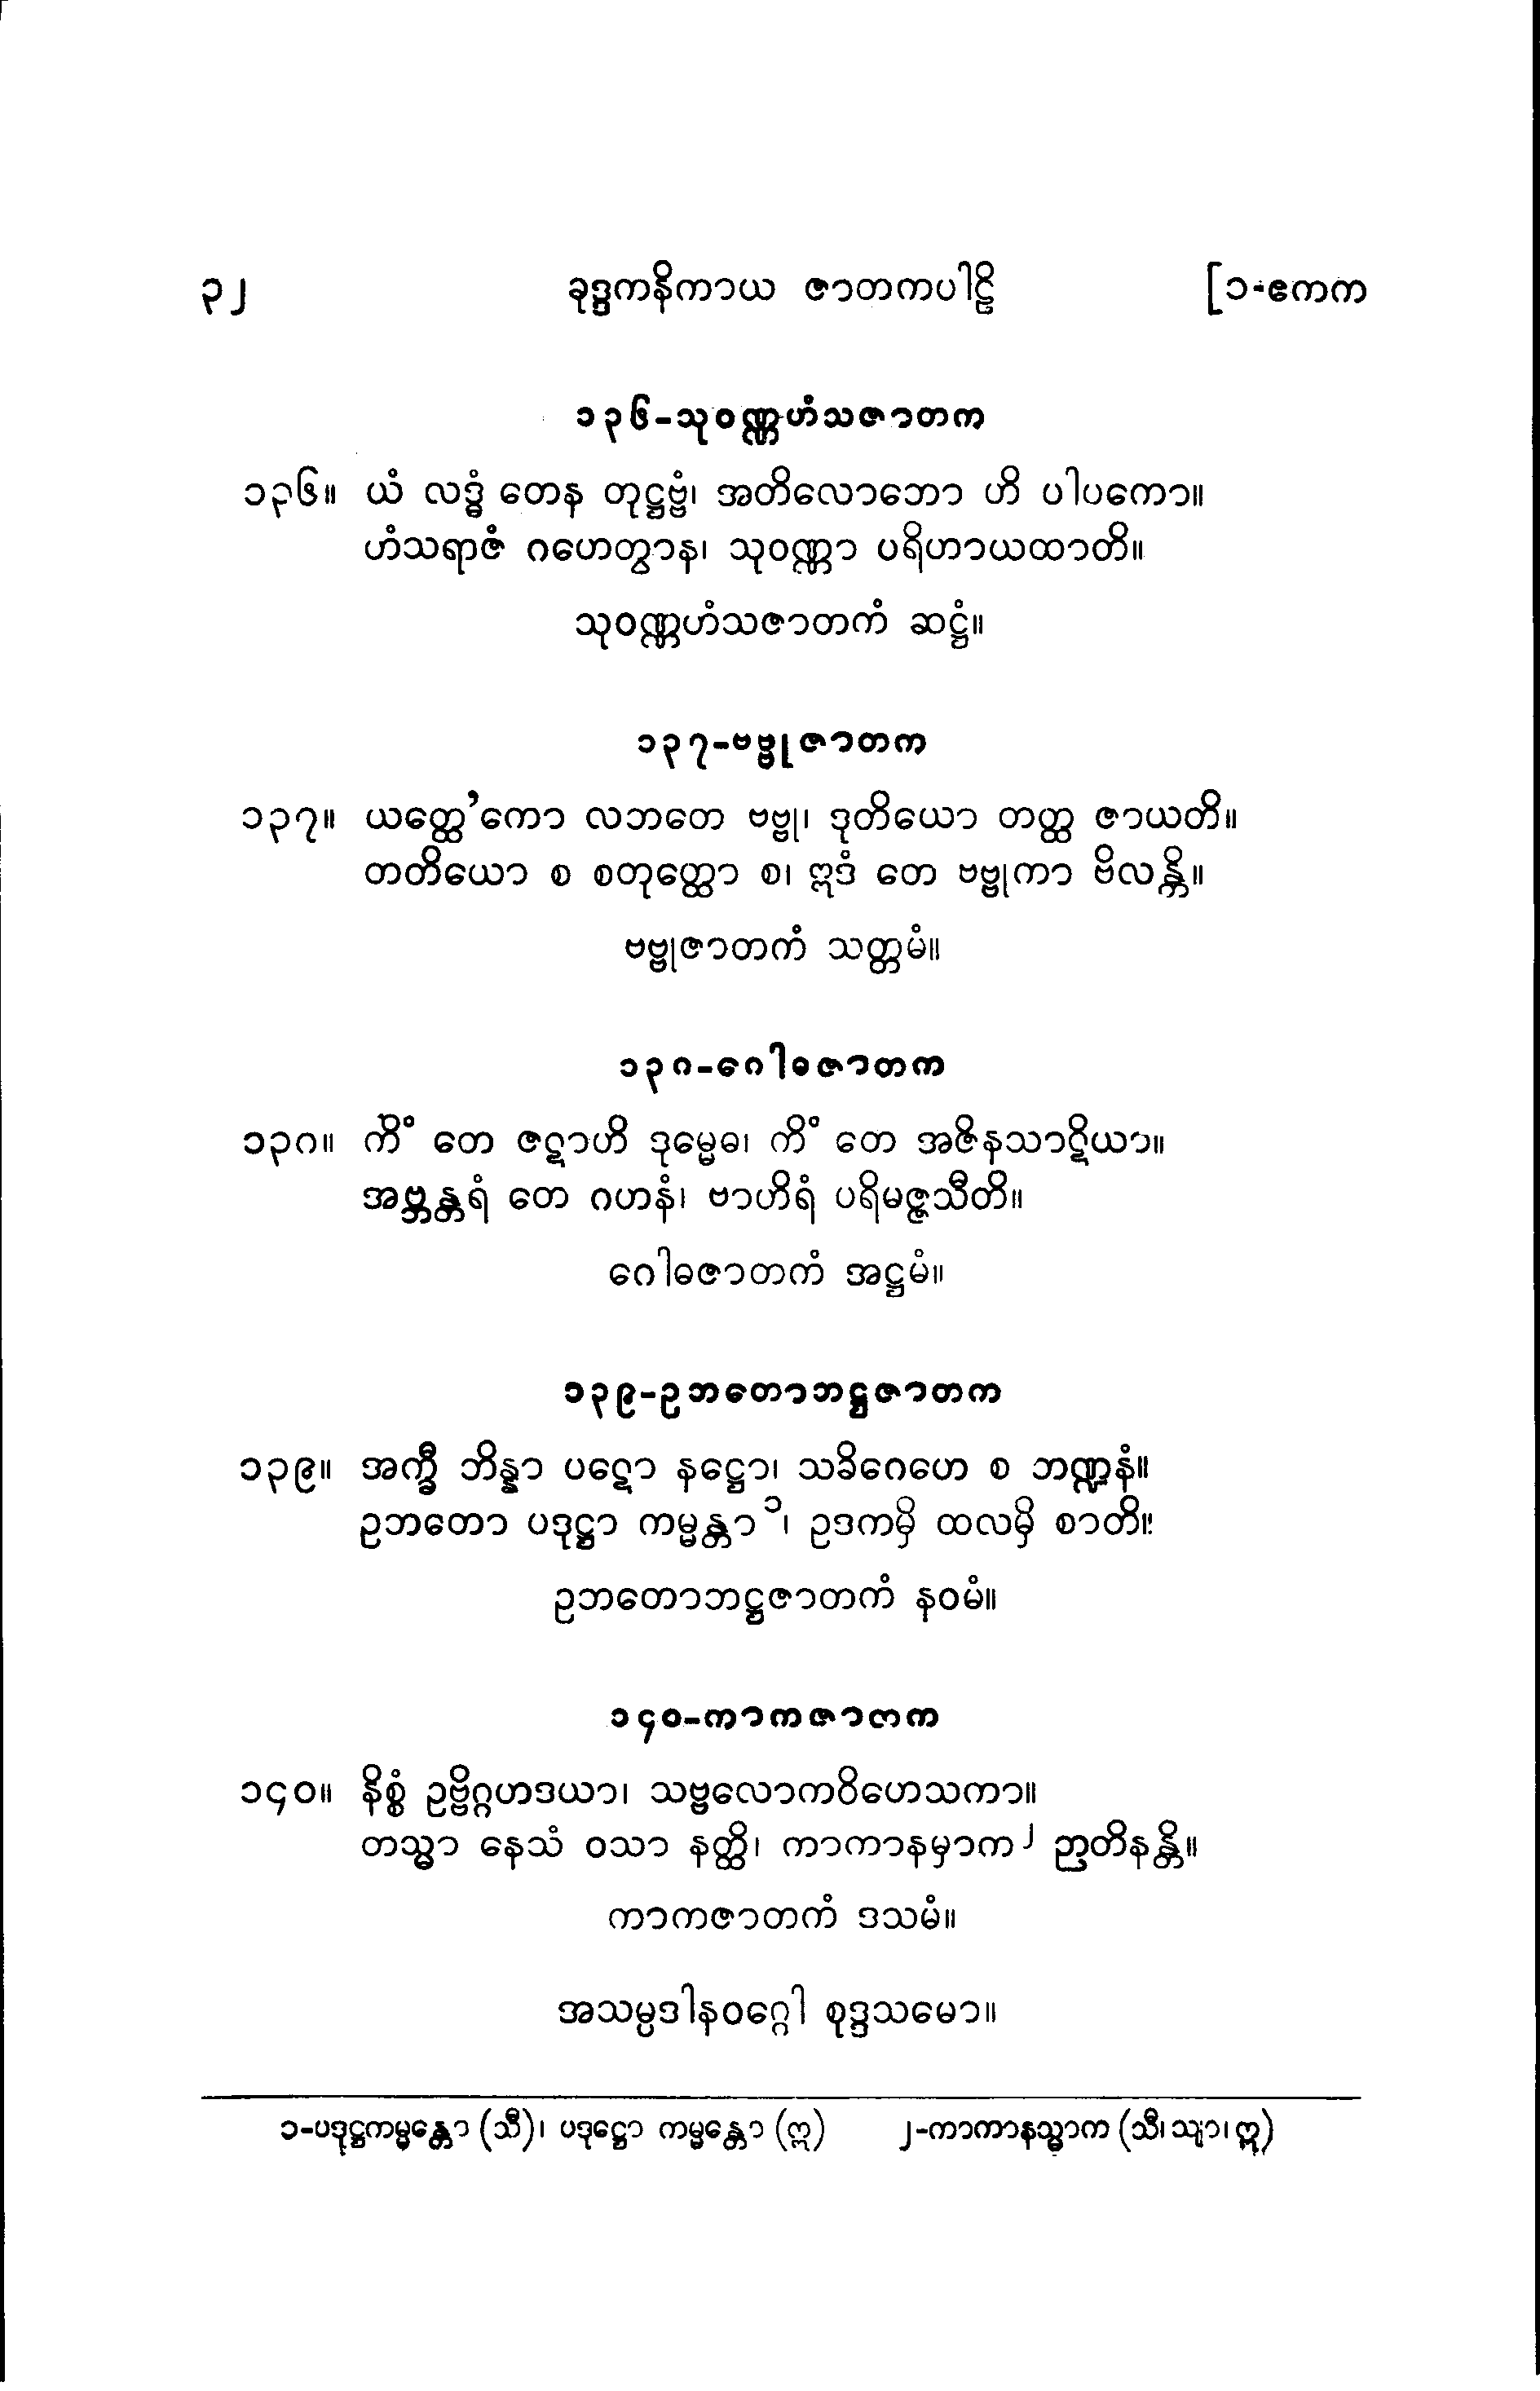 ၃၂ ခုဒ္ဒကနိကာယ ဇာတကပါဠိ [၁-ဧကက
၁၃၆-သုဝဏ္ဏဟံသဇာတက
၁၃၆။ ယံ လဒ္ဓံ တေန တုဋ္ဌဗ္ဗံ၊ အတိလောဘော ဟိ ပါပကော။
ဟံသရာဇံ ဂဟေတွာန၊ သုဝဏ္ဏာ ပရိဟာယထာတိ။
သုဝဏ္ဏဟံသဇာတကံ ဆဋ္ဌံ။
၁၃၇-ဗဗ္ဗုဇာတက
၁၃၇။ ယတ္ထေ’ကော လဘတေ ဗဗ္ဗု၊ ဒုတိယော တတ္ထ ဇာယတိ။
တတိယော စ စတုတ္ထော စ၊ ဣဒံ တေ ဗဗ္ဗုကာ ဗိလန္တိ။
ဗဗ္ဗုဇာတကံ သတ္တမံ။
၁၃၈-ဂေါဓဇာတက
၁၃၈။ ကိံ တေ ဇဋာဟိ ဒုမ္မေဓ၊ ကိံ တေ အဇိနသာဋိယာ။
အဗ္ဘန္တရံ တေ ဂဟနံ၊ ဗာဟိရံ ပရိမဇ္ဇသီတိ။
ဂေါဓဇာတကံ အဋ္ဌမံ။
၁၃၉-ဥဘတောဘဋ္ဌဇာတက
၁၃၉။ အက္ခီ ဘိန္နာ ပဋော နဋ္ဌော၊ သခိဂေဟေ စ ဘဏ္ဍနံ။
ဥဘတော ပဒုဋ္ဌာ ကမ္မန္တာ၁၊ ဥဒကမှိ ထလမှိ စာတိ။
ဥဘတောဘဋ္ဌဇာတကံ နဝမံ။
၁၄၀-ကာကဇာတက
၁၄၀။ နိစ္စံ ဥဗ္ဗိဂ္ဂဟဒယာ၊ သဗ္ဗလောကဝိဟေသကာ။
တသ္မာ နေသံ ဝသာ နတ္ထိ၊ ကာကာနမှာက၂ ဉာတိနန္တိ။
ကာကဇာတကံ ဒသမံ။
အသမ္ပဒါနဝဂ္ဂေါ စုဒ္ဒသမော။
၁-ပဒုဋ္ဌကမ္မန္တော (သီ)၊ ပဒုဋ္ဌော ကမ္မန္တော (ဣ) ၂-ကာကာနသ္မာက (သီ၊ သျာ၊ ဣ)